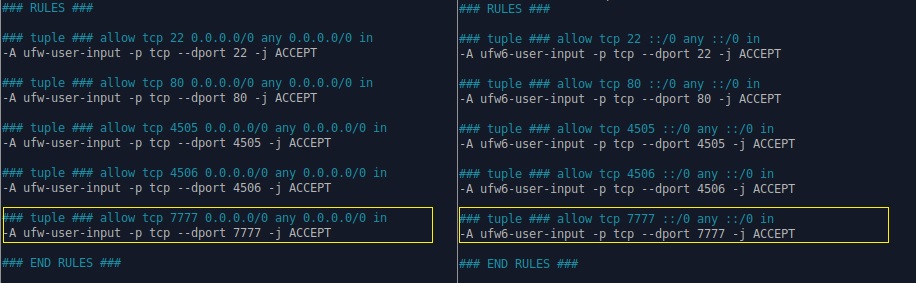 ### RULES ###
### tuple ### allow tcp 22 0.0.0.0/0 any 0.0.0.0/0 in
-A ufw-user-input -p tcp --dport 22 -j ACCEPT
### tuple ### allow tcp 80 0.0.0.0/0 any 0.0.0.0/0 in
-A ufw-user-input -p tcp --dport 80 -j ACCEPT
### tuple ### allow tcp 4505 0.0.0.0/0 any 0.0.0.0/0 in
-A ufw-user-input -p tcp --dport 4505 -j ACCEPT
### tuple ### allow tcp 4506 0.0.0.0/0 any 0.0.0.0/0 in
-A ufw-user-input -p tcp --dport 4506 -j ACCEPT
### tuple ### allow tcp 7777 0.0.0.0/0 any 0.0.0.0/0 in
-A ufw-user-input -p tcp --dport 7777 -j ACCEPT
### END RULES ###
### RULES ###
### tuple ### allow tcp 22 ::/0 any ::/0 in
-A ufw6-user-input -p tcp --dport 22 -j ACCEPT
### tuple ### allow tcp 80 ::/0 any ::/0 in
-A ufw6-user-input -p tcp --dport 80 -j ACCEPT
### tuple ### allow tcp 4505 ::/0 any ::/0 in
-A ufw6-user-input -p tcp --dport 4505 -j ACCEPT
### tuple ### allow tcp 4506 ::/0 any ::/0 in
-A ufw6-user-input -p tcp --dport 4506 -j ACCEPT
### tuple ### allow tcp 7777 ::/0 any ::/0 in
-A ufw6-user-input -p tcp --dport 7777 -j ACCEPT
### END RULES ###